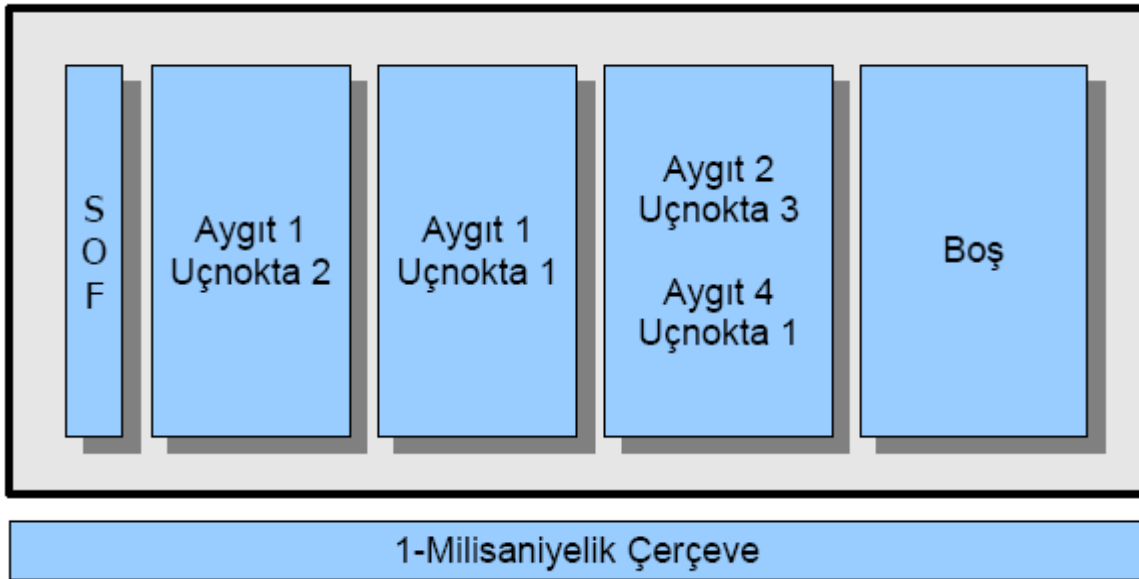 S
O
F
Aygıt 1
Uçnokta 2
Aygıt 1
Uçnokta 1
Aygıt 2
Uçnokta 3
Aygıt 4
Uçnokta 1
Boş
1-Milisaniyelik Çerçeve